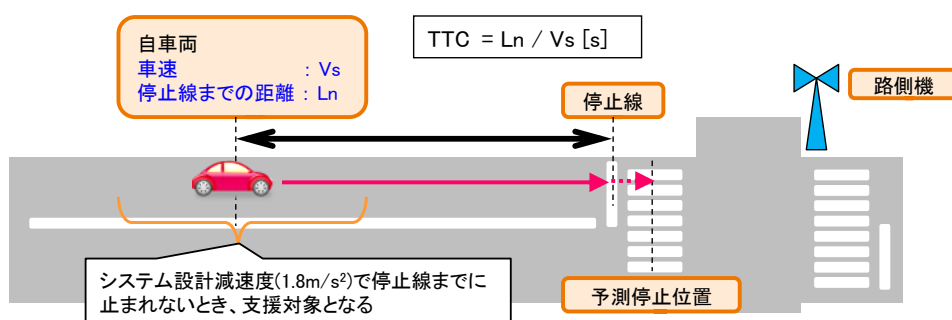 TTC = Ln / Vs [s]
自車両
車速 : Vs
停止線までの距離 : Ln
停止線
路側機
システム設計減速度(1.8m/s²)で停止線までに
止まれないとき、支援対象となる
予測停止位置